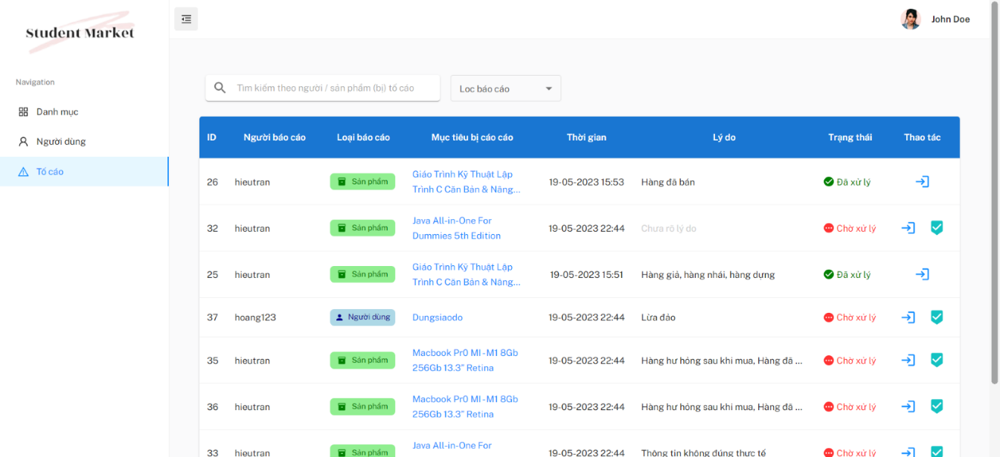 Student Market
John Doe
Navigation
Danh mục
Người dùng
Tố cáo
Tìm kiếm theo người / sản phẩm (bị) tố cáo
Lọc báo cáo
ID Người báo cáo Loại báo cáo Mục tiêu bị cáo cáo Thời gian Lý do Trạng thái Thao tác
26 hieutran Sản phẩm Giáo Trình Kỹ Thuật Lập
Trình C Căn Bản & Nâng... 19-05-2023 15:53 Hàng đã bán Đã xử lý
32 hieutran Sản phẩm Java All-in-One For
Dummies 5th Edition 19-05-2023 22:44 Chưa rõ lý do Chờ xử lý
25 hieutran Sản phẩm Giáo Trình Kỹ Thuật Lập
Trình C Căn Bản & Nâng... 19-05-2023 15:51 Hàng giả, hàng nhái, hàng dựng Đã xử lý
37 hoang123 Người dùng Dungsiaodo 19-05-2023 22:44 Lừa đảo Chờ xử lý
35 hieutran Sản phẩm Macbook Pr0 MI-M1 8Gb
256Gb 13.3" Retina 19-05-2023 22:44 Hàng hư hỏng sau khi mua, Hàng đã ... Chờ xử lý
36 hieutran Sản phẩm Macbook Pr0 MI-M1 8Gb
256Gb 13.3" Retina 19-05-2023 22:44 Hàng hư hỏng sau khi mua, Hàng đã ... Chờ xử lý
33 hieutran Sản phẩm Java All-in-One For
19-05-2023 22:44 Thông tin không đúng thực tế Chờ xử lý